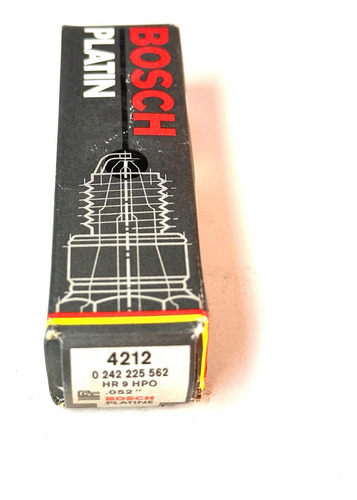 BOSCH
PLATIN
4212
0 242 225 562
HR 9 HPO
.052"
BOSCH
PLATINE